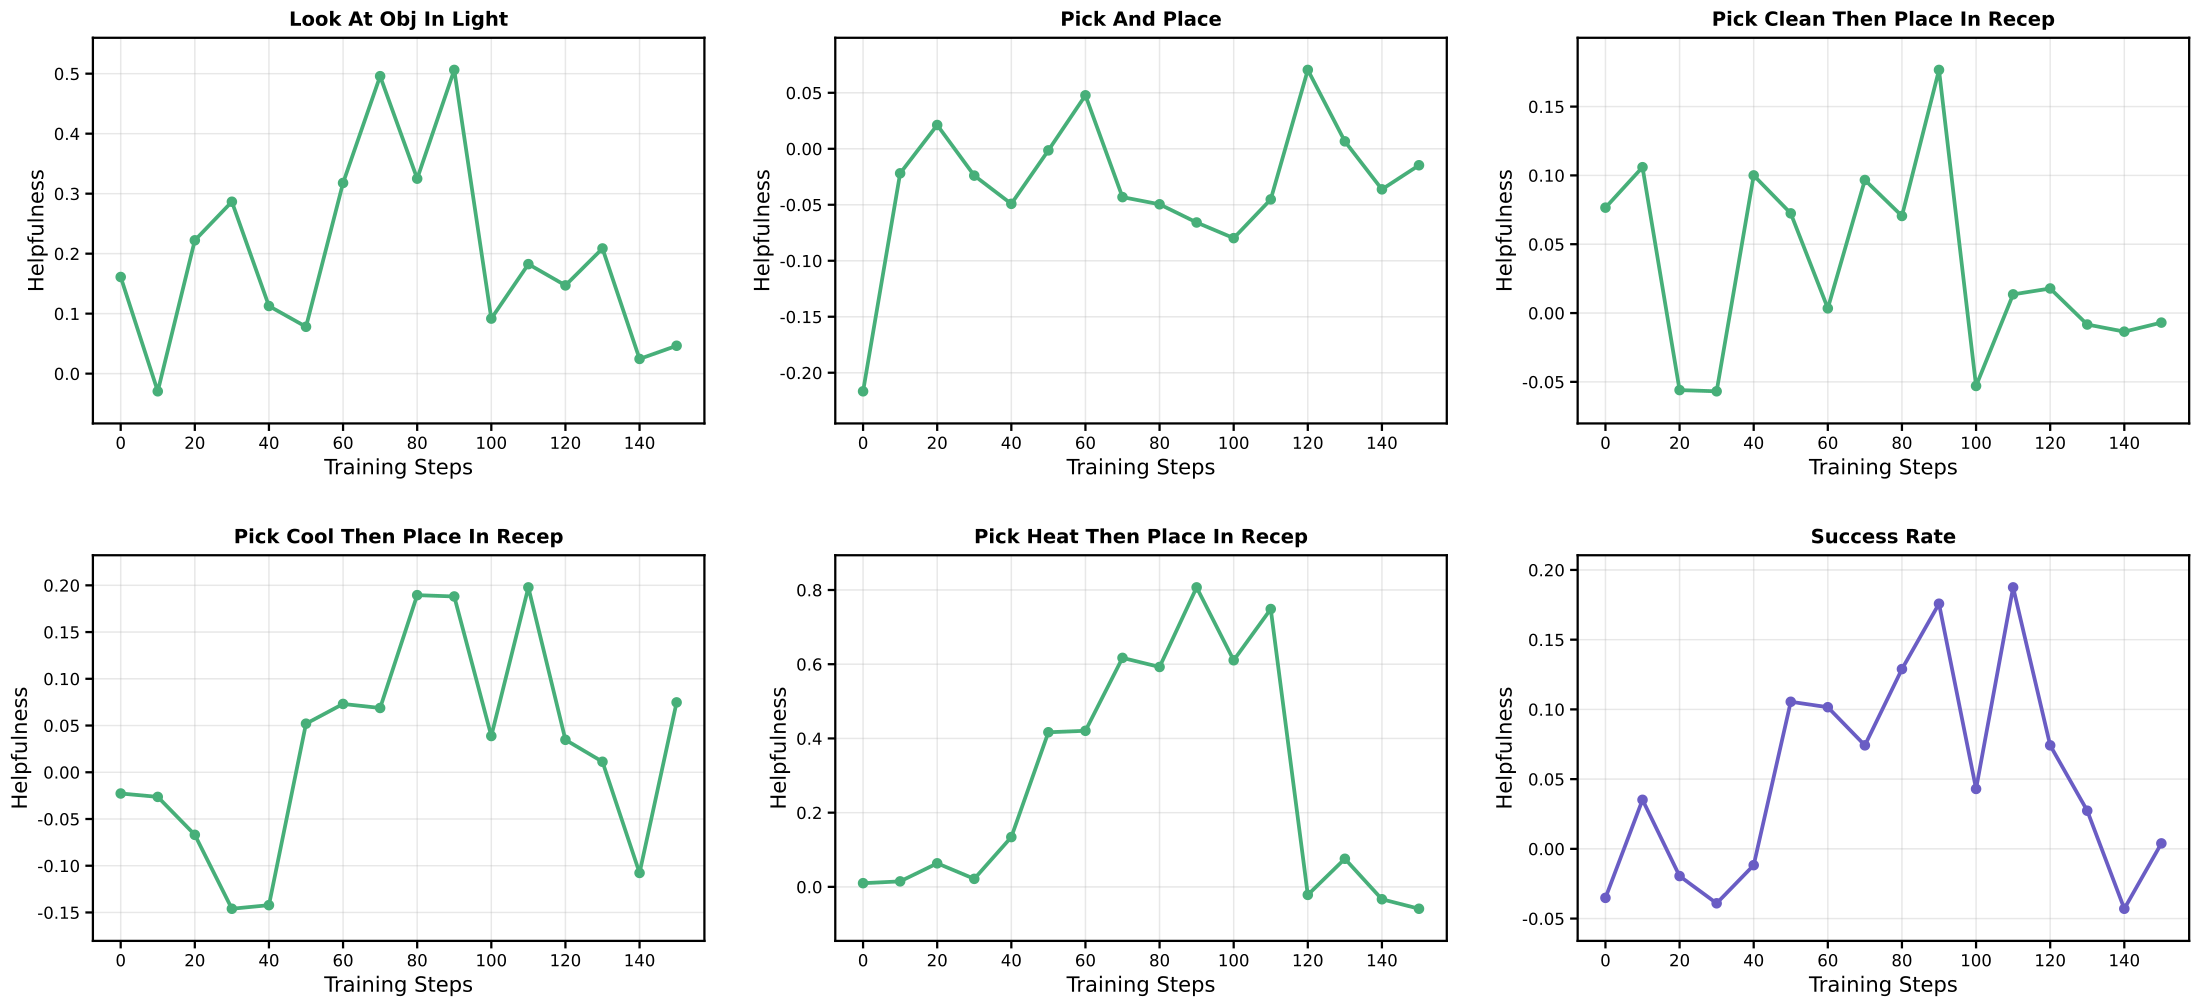 Look At Obj In Light
Helpfulness
0.5
0.4
0.3
0.2
0.1
0.0
0 20 40 60 80 100 120 140
Training Steps
Pick And Place
Helpfulness
0.05
0.00
-0.05
-0.10
-0.15
-0.20
0 20 40 60 80 100 120 140
Training Steps
Pick Clean Then Place In Recep
Helpfulness
0.15
0.10
0.05
0.00
-0.05
0 20 40 60 80 100 120 140
Training Steps
Pick Cool Then Place In Recep
Helpfulness
0.20
0.15
0.10
0.05
0.00
-0.05
-0.10
-0.15
0 20 40 60 80 100 120 140
Training Steps
Pick Heat Then Place In Recep
Helpfulness
0.8
0.6
0.4
0.2
0.0
0 20 40 60 80 100 120 140
Training Steps
Success Rate
Helpfulness
0.20
0.15
0.10
0.05
0.00
-0.05
0 20 40 60 80 100 120 140
Training Steps